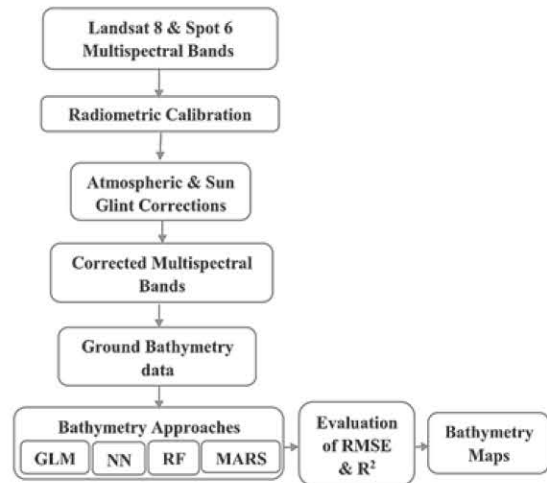 Landsat 8 & Spot 6
Multispectral Bands
Radiometric Calibration
Atmospheric & Sun
Glint Corrections
Corrected Multispectral
Bands
Ground Bathymetry
data
Bathymetry Approaches
GLM NN RF MARS
Evaluation
of RMSE
& R²
Bathymetry
Maps